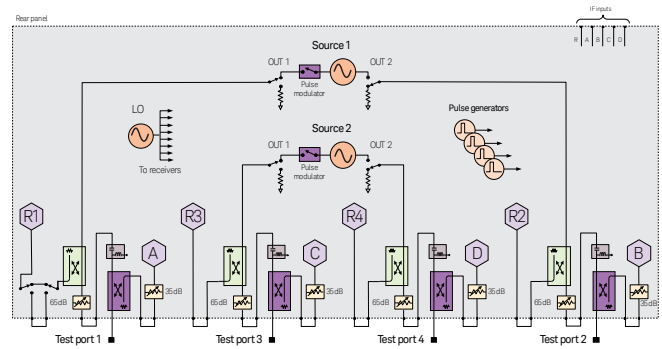 Rear panel
IF inputs
R A B C D
Source 1
OUT 1
OUT 2
Pulse
modulator
LO
To receivers
Pulse generators
Source 2
OUT 1
OUT 2
Pulse
modulator
R1
A
R3
C
R4
D
R2
B
65dB
35dB
65dB
35dB
65dB
35dB
65dB
35dB
Test port 1
Test port 3
Test port 4
Test port 2